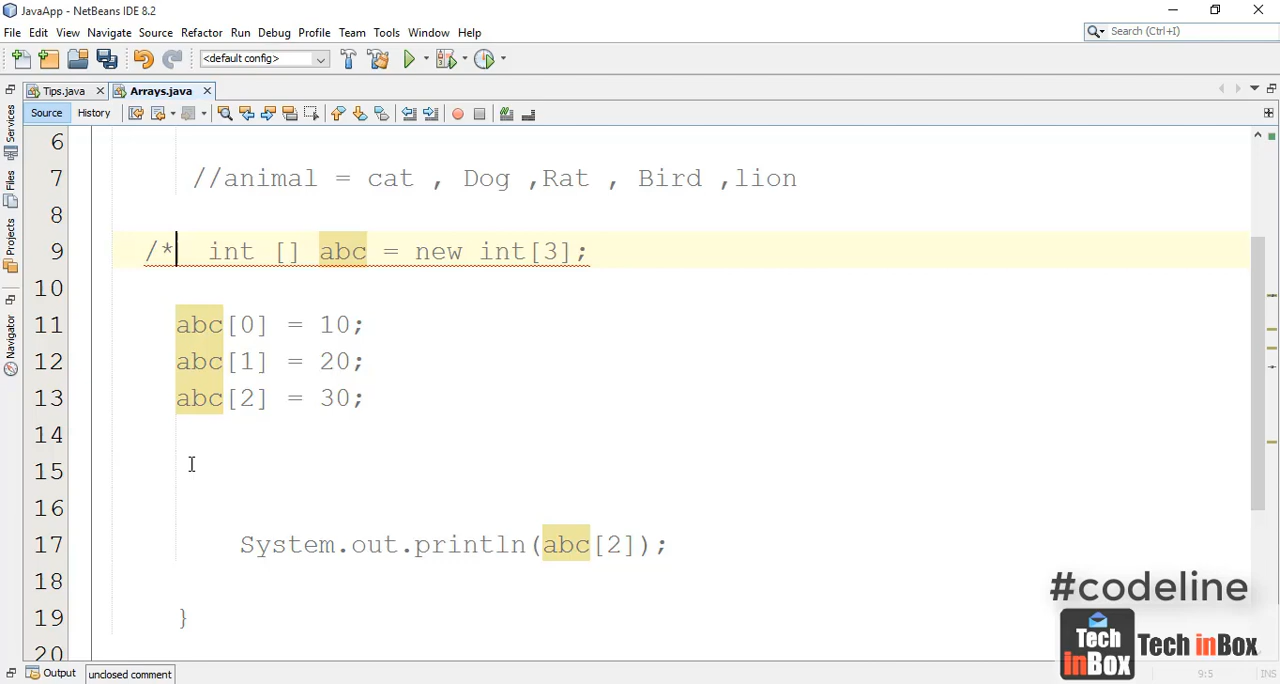 JavaApp - NetBeans IDE 8.2
File Edit View Navigate Source Refactor Run Debug Profile Team Tools Window Help
Search (Ctrl+I)
<default config>
Tips.java Arrays.java
Source History
Services
Files
Projects
Navigator
6
7 //animal = cat , Dog ,Rat , Bird ,lion
8
9 /* int [] abc = new int[3];
10
11 abc[0] = 10;
12 abc[1] = 20;
13 abc[2] = 30;
14
15
16
17 System.out.println(abc[2]);
18
19 }
20
#codeline
Tech inBox Tech inBox
Output unclosed comment 9:5 INS